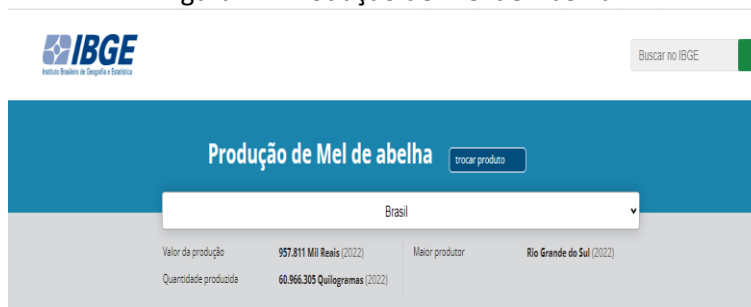 IBGE
Instituto Brasileiro de Geografia e Estatística
Buscar no IBGE
Produção de Mel de abelha
trocar produto
Brasil
Valor da produção 957.811 Mil Reais (2022) Maior produtor Rio Grande do Sul (2022)
Quantidade produzida 60.966.305 Quilogramas (2022)